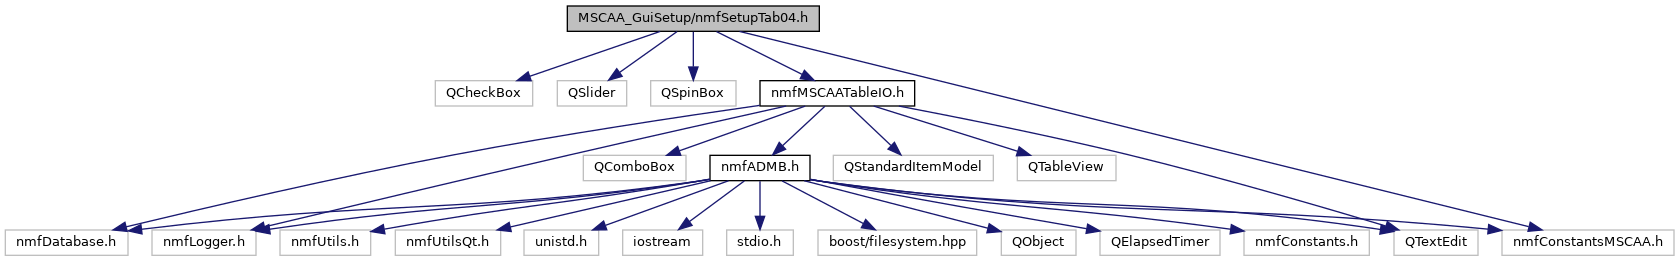 MSCAA_GuiSetup/nmfSetupTab04.h
QCheckBox
QSlider
QSpinBox
nmfMSCAATableIO.h
QComboBox
nmfADMB.h
QStandardItemModel
QTableView
nmfDatabase.h
nmfLogger.h
nmfUtils.h
nmfUtilsQt.h
unistd.h
iostream
stdio.h
boost/filesystem.hpp
QObject
QElapsedTimer
nmfConstants.h
QTextEdit
nmfConstantsMSCAA.h